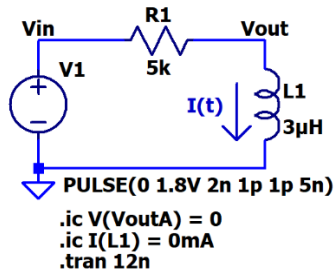 R1
Vin
Vout
5k
V1
L1
I(t)
3µH
PULSE(0 1.8V 2n 1p 1p 5n)
.ic V(VoutA) = 0
.ic I(L1) = 0mA
.tran 12n